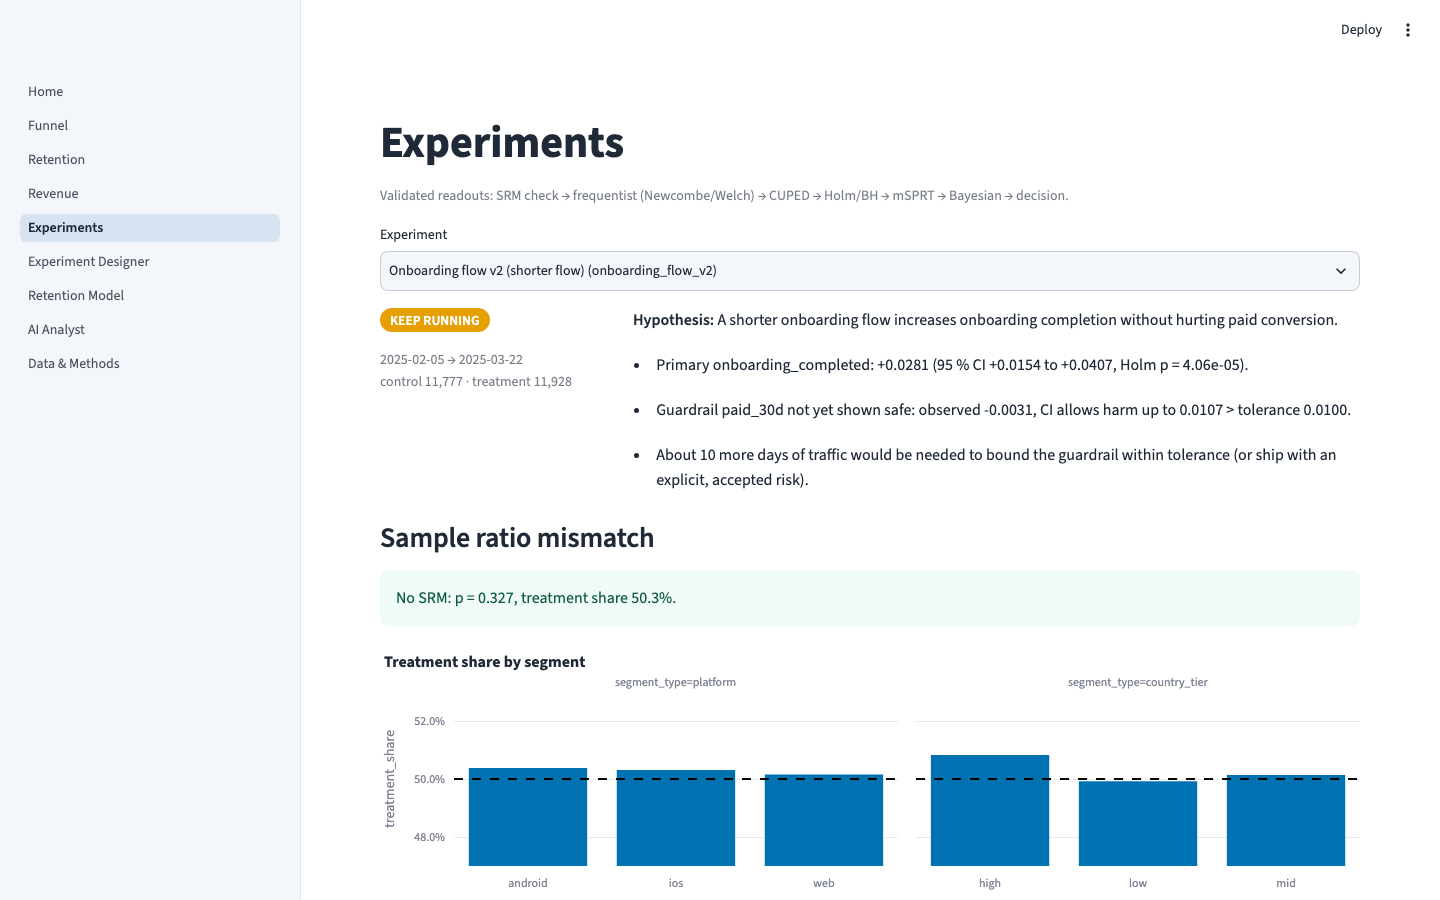 Deploy
Home
Funnel
Retention
Revenue
Experiments
Experiment Designer
Retention Model
AI Analyst
Data & Methods
Experiments
Validated readouts: SRM check → frequentist (Newcombe/Welch) → CUPED → Holm/BH → mSPRT → Bayesian → decision.
Experiment
Onboarding flow v2 (shorter flow) (onboarding_flow_v2)
KEEP RUNNING
2025-02-05 → 2025-03-22
control 11,777 · treatment 11,928
Hypothesis: A shorter onboarding flow increases onboarding completion without hurting paid conversion.
• Primary onboarding_completed: +0.0281 (95 % CI +0.0154 to +0.0407, Holm p = 4.06e-05).
• Guardrail paid_30d not yet shown safe: observed -0.0031, CI allows harm up to 0.0107 > tolerance 0.0100.
• About 10 more days of traffic would be needed to bound the guardrail within tolerance (or ship with an
explicit, accepted risk).
Sample ratio mismatch
No SRM: p = 0.327, treatment share 50.3%.
Treatment share by segment
segment_type=platform
segment_type=country_tier
treatment_share
52.0%
50.0%
48.0%
android
ios
web
high
low
mid